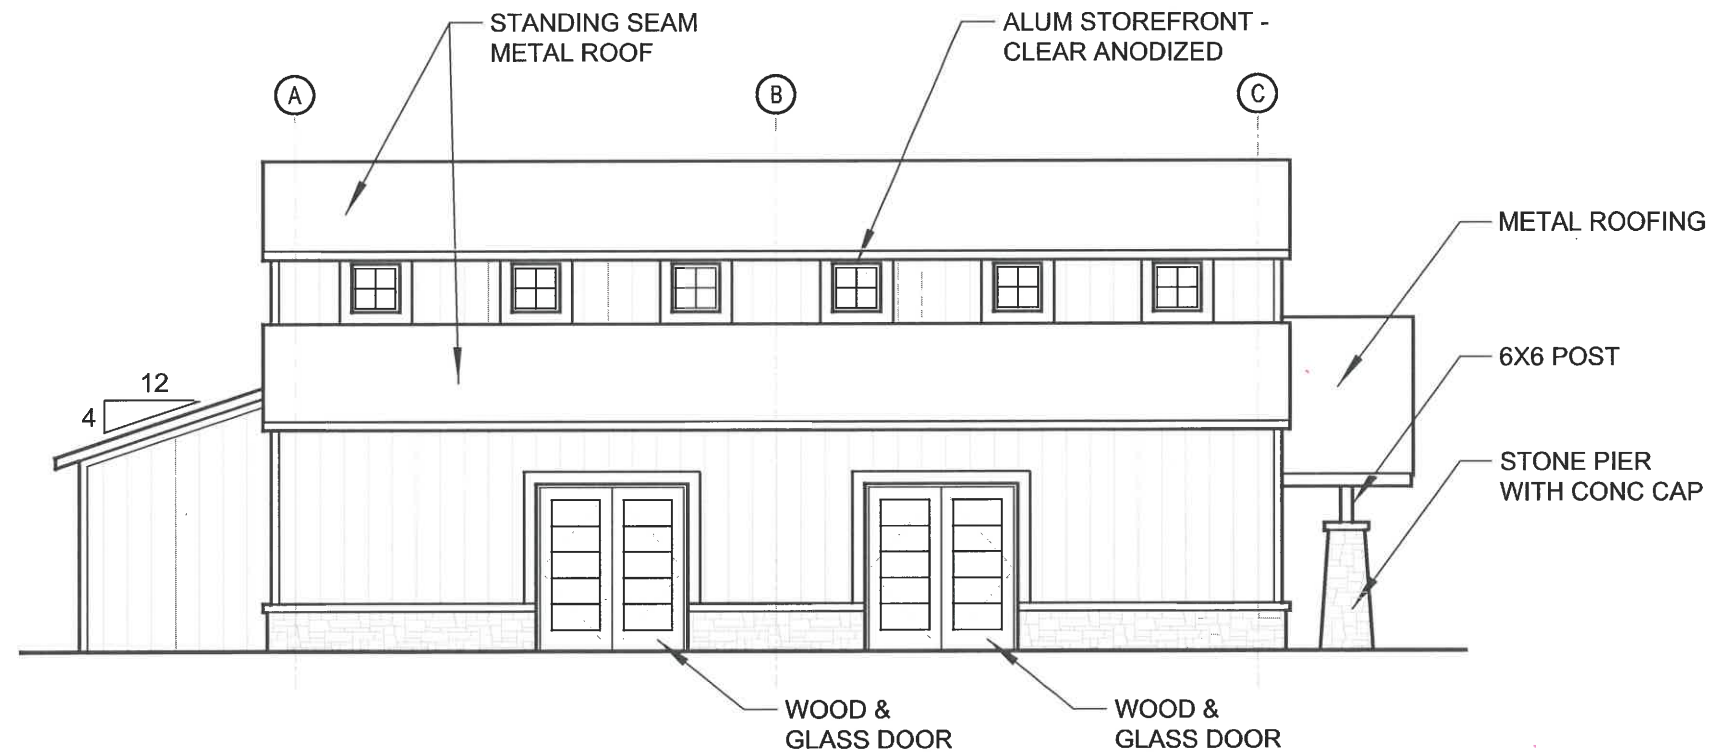 STANDING SEAM
METAL ROOF
ALUM STOREFRONT -
CLEAR ANODIZED
A
B
C
METAL ROOFING
6X6 POST
12
4
STONE PIER
WITH CONC CAP
WOOD &
GLASS DOOR
WOOD &
GLASS DOOR